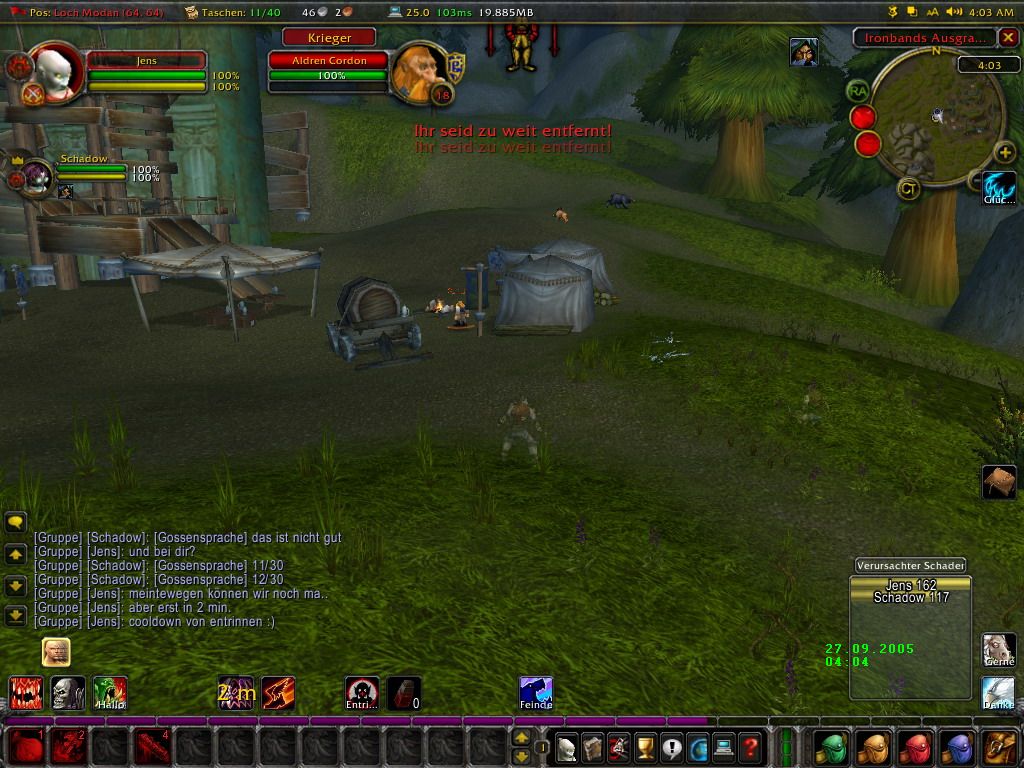 Pos: Loch Modan (64, 64)
Taschen: 11/40
46 2
25.0 103ms 19.885MB
4:03 AM
Krieger
Jens
100%
100%
Aldren Cordon
100%
18
Ironbands Ausgra...
N
4:03
RA
CT
Ihr seid zu weit entfernt!
Ihr seid zu weit entfernt!
Schadow
100%
100%
[Gruppe] [Schadow]: [Gossensprache] das ist nicht gut
[Gruppe] [Jens]: und bei dir?
[Gruppe] [Schadow]: [Gossensprache] 11/30
[Gruppe] [Schadow]: [Gossensprache] 12/30
[Gruppe] [Jens]: meintewegen können wir noch ma..
[Gruppe] [Jens]: aber erst in 2 min.
[Gruppe] [Jens]: cooldown von entrinnen :)
Verursachter Schaden
Jens 162
Schadow 117
27.09.2005
04:04
Gerne
Hallo
2 m
Entri...
0
Feinde
Danke
1
2
4
1